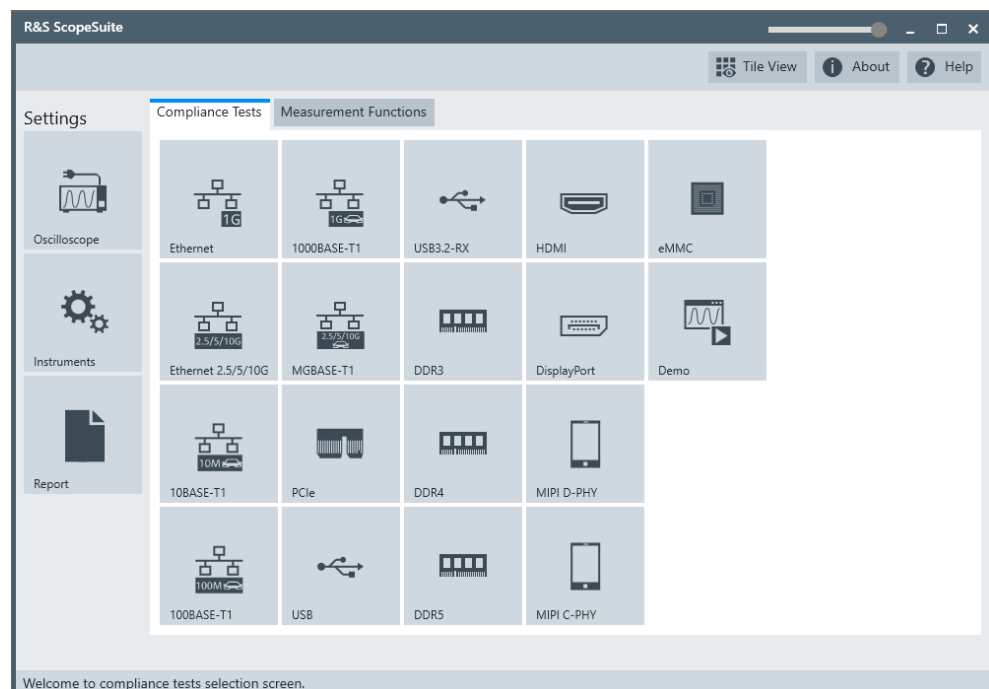 R&S ScopeSuite
Tile View
About
Help
Settings
Compliance Tests
Measurement Functions
Oscilloscope
Instruments
Report
1G
Ethernet
1G
1000BASE-T1
USB3.2-RX
HDMI
eMMC
2.5/5/10G
Ethernet 2.5/5/10G
2.5/5/10G
MGBASE-T1
DDR3
DisplayPort
Demo
10M
10BASE-T1
PCIe
DDR4
MIPI D-PHY
100M
100BASE-T1
USB
DDR5
MIPI C-PHY
Welcome to compliance tests selection screen.